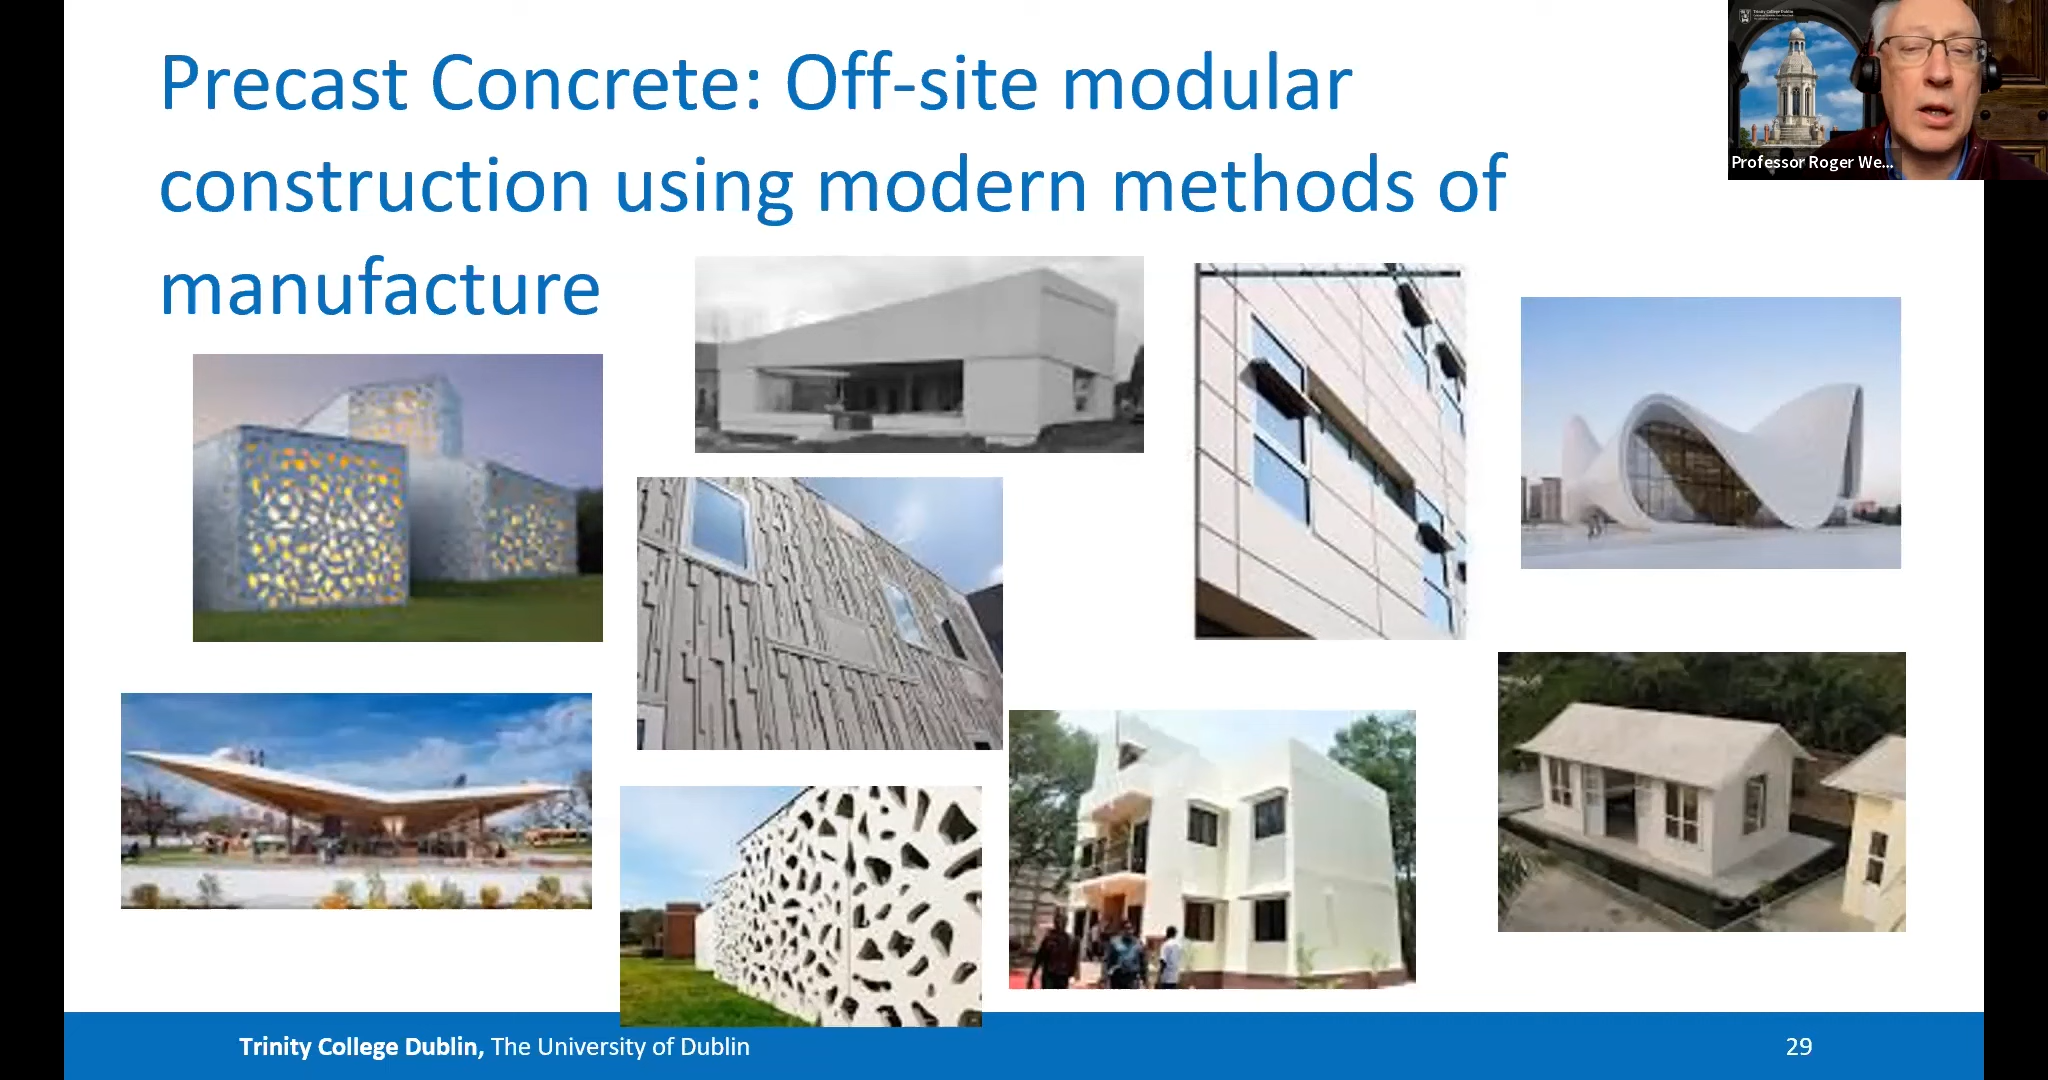 Precast Concrete: Off-site modular
construction using modern methods of
manufacture
Professor Roger We...
Trinity College Dublin, The University of Dublin
29